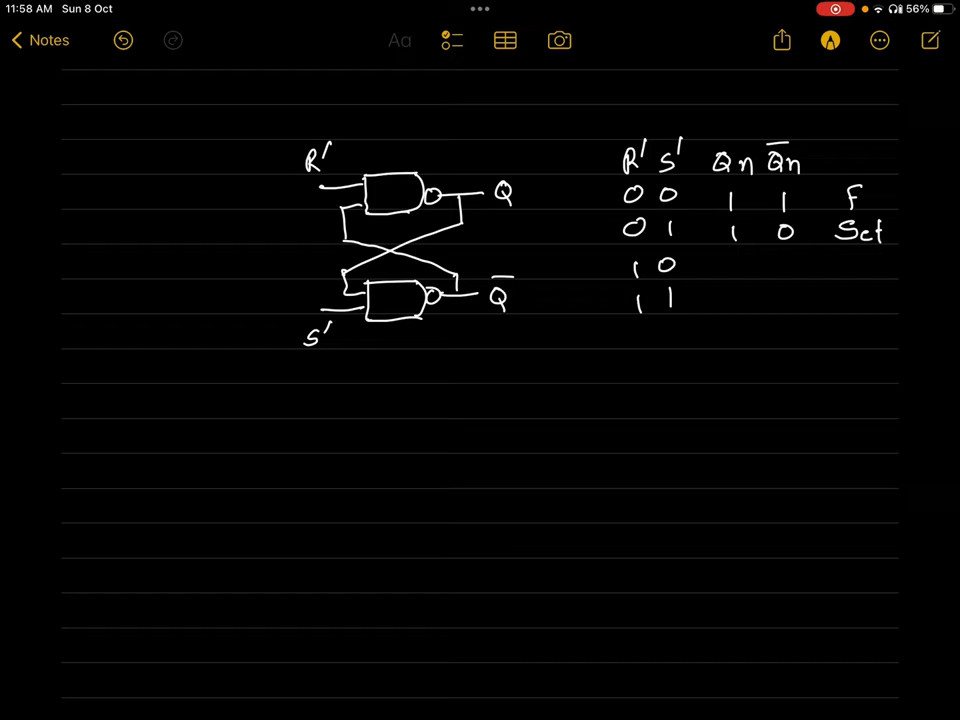 11:58 AM Sun 8 Oct
56%
Notes
Aa
R' S' Qn Q̅n
R'
Q
0 0 1 1 F
0 1 1 0 Set
1 0
Q̅
1 1
S'